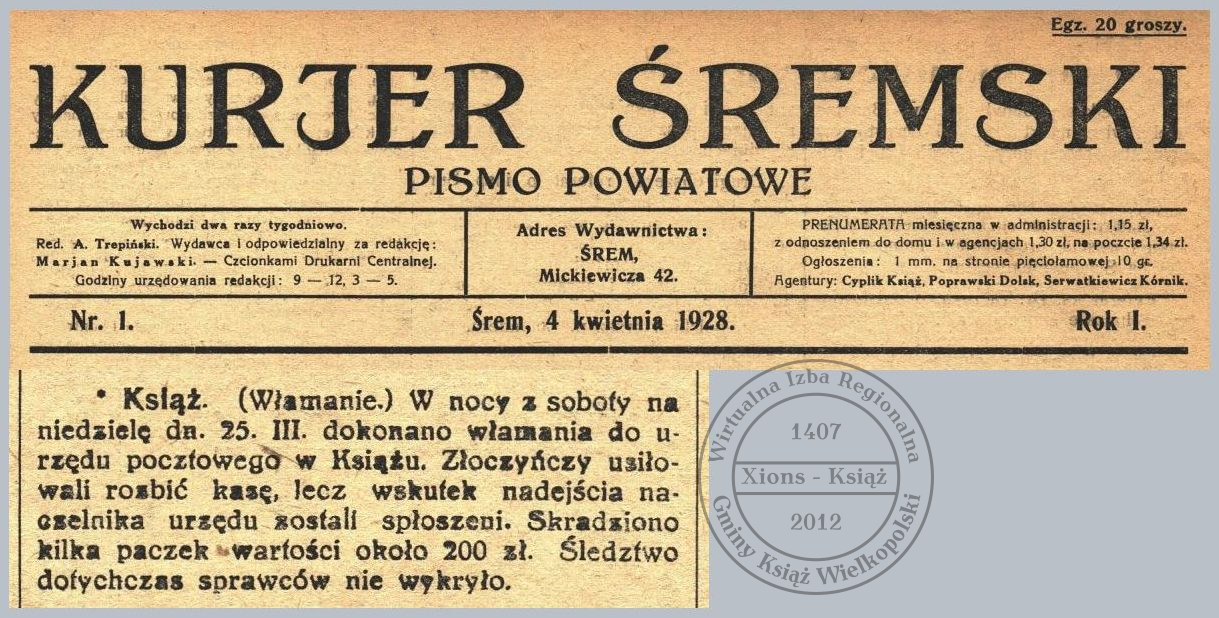 Egz. 20 groszy.
KURJER ŚREMSKI
PISMO POWIATOWE
Wychodzi dwa razy tygodniowo.
Red. A. Trepiński. Wydawca i odpowiedzialny za redakcję:
Marjan Kujawski. — Czcionkami Drukarni Centralnej.
Godziny urzędowania redakcji: 9 — 12, 3 — 5.
Adres Wydawnictwa:
ŚREM,
Mickiewicza 42.
PRENUMERATA miesięczna w administracji: 1,15 zł,
z odnoszeniem do domu i w agencjach 1,30 zł, na poczcie 1,34 zł.
Ogłoszenia: 1 mm. na stronie pięciołamowej 10 gr.
Agentury: Cyplik Książ, Poprawski Dolsk, Serwatkiewicz Kórnik.
Nr. 1. Śrem, 4 kwietnia 1928. Rok I.
* Książ. (Włamanie.) W nocy z soboty na
niedzielę dn. 25. III. dokonano włamania do u-
rzędu pocztowego w Książu. Złoczyńczy usiło-
wali rozbić kasę, lecz wskutek nadejścia na-
czelnika urzędu zostali spłoszeni. Skradziono
kilka paczek wartości około 200 zł. Śledztwo
dotychczas sprawców nie wykryło.
Wirtualna Izba Regionalna
1407
Xions - Książ
2012
Gminy Książ Wielkopolski